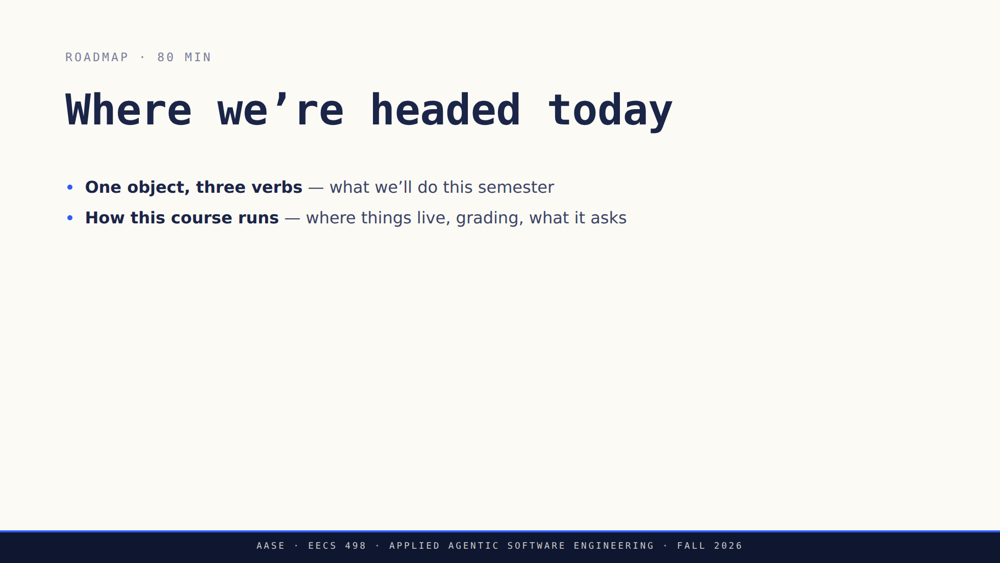 ROADMAP · 80 MIN
Where we’re headed today
• One object, three verbs — what we’ll do this semester
• How this course runs — where things live, grading, what it asks
AASE · EECS 498 · APPLIED AGENTIC SOFTWARE ENGINEERING · FALL 2026